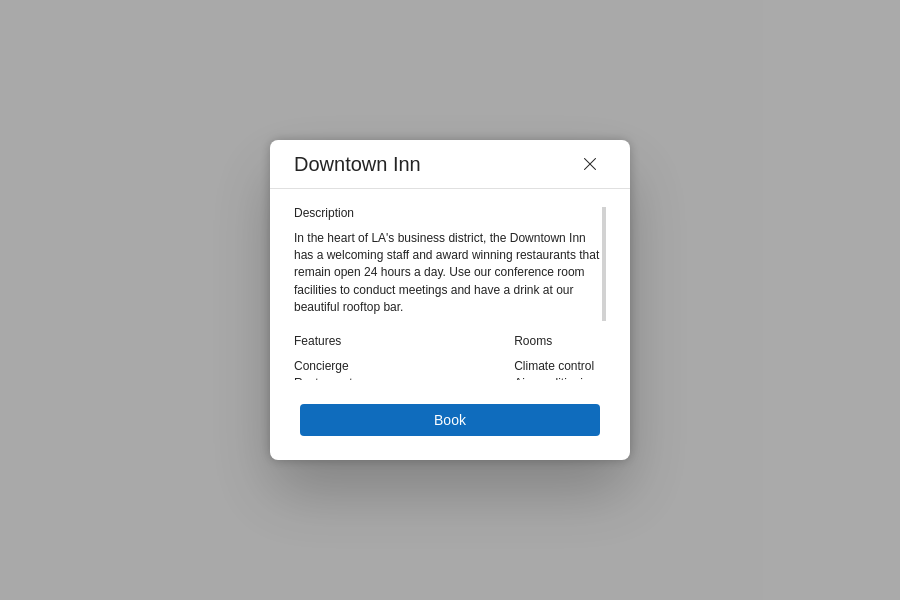 Downtown Inn
Description
In the heart of LA's business district, the Downtown Inn
has a welcoming staff and award winning restaurants that
remain open 24 hours a day. Use our conference room
facilities to conduct meetings and have a drink at our
beautiful rooftop bar.
Features Rooms
Concierge Climate control
Book